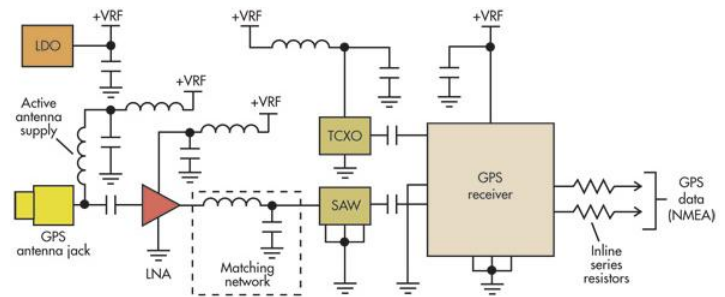 +VRF
+VRF
+VRF
LDO
+VRF
+VRF
Active
antenna
supply
TCXO
GPS
receiver
SAW
GPS
data
(NMEA)
GPS
antenna jack
LNA
Matching
network
Inline
series
resistors